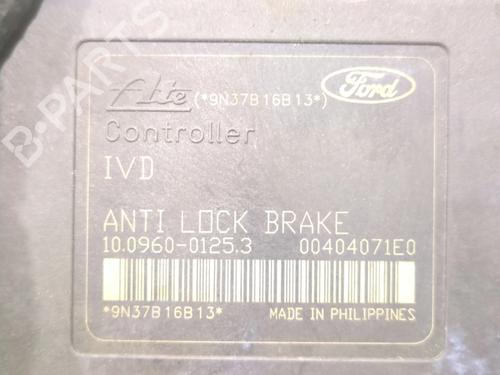 Ate (*9N37B16B13*) Ford
Controller
IVD
ANTI LOCK BRAKE
10.0960-0125.3 00404071E0
*9N37B16B13* MADE IN PHILIPPINES
B-PARTS